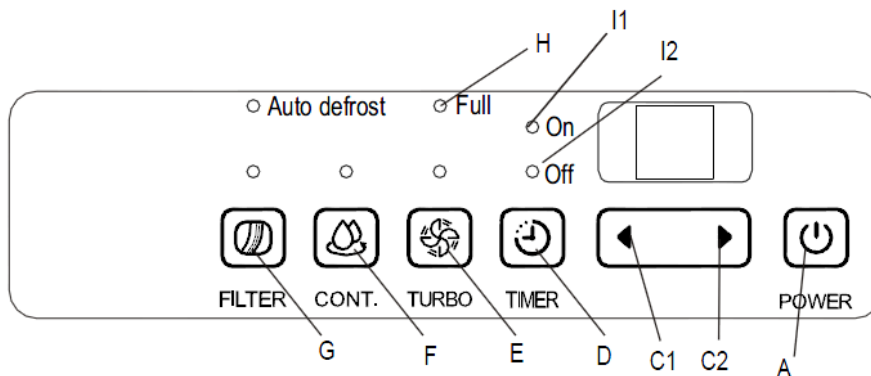 I1
H
I2
Auto defrost
Full
On
Off
FILTER
CONT.
TURBO
TIMER
POWER
G
F
E
D
C1
C2
A